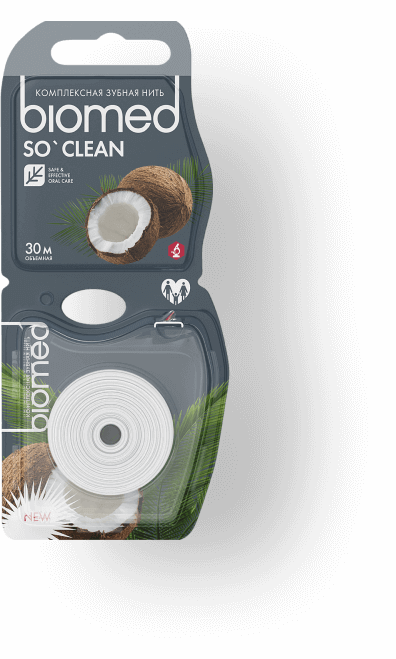 КОМПЛЕКСНАЯ ЗУБНАЯ НИТЬ
biomed
SO`CLEAN
SAFE &
EFFECTIVE
ORAL CARE
30 м
ОБЪЕМНАЯ
biomed
NEW